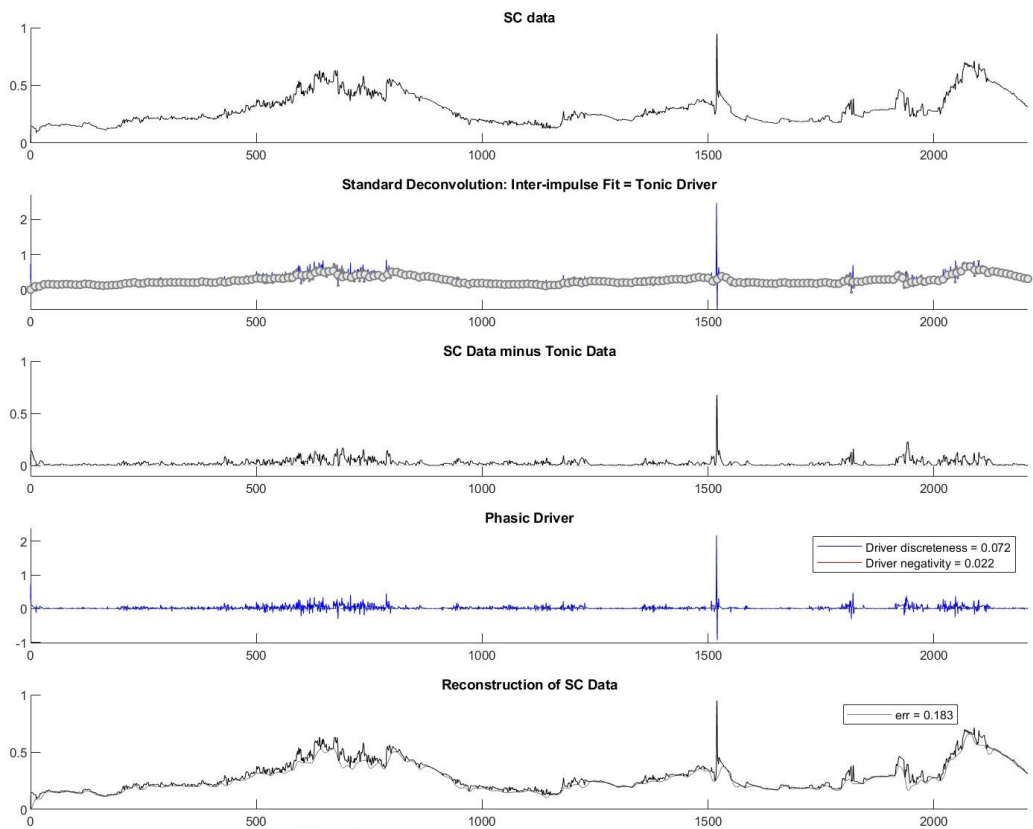 SC data
1
0.5
0
0 500 1000 1500 2000
Standard Deconvolution: Inter-impulse Fit = Tonic Driver
2
1
0
0 500 1000 1500 2000
SC Data minus Tonic Data
1
0.5
0
0 500 1000 1500 2000
Phasic Driver
2
Driver discreteness = 0.072
1
Driver negativity = 0.022
0
-1
0 500 1000 1500 2000
Reconstruction of SC Data
1
err = 0.183
0.5
0
0 500 1000 1500 2000